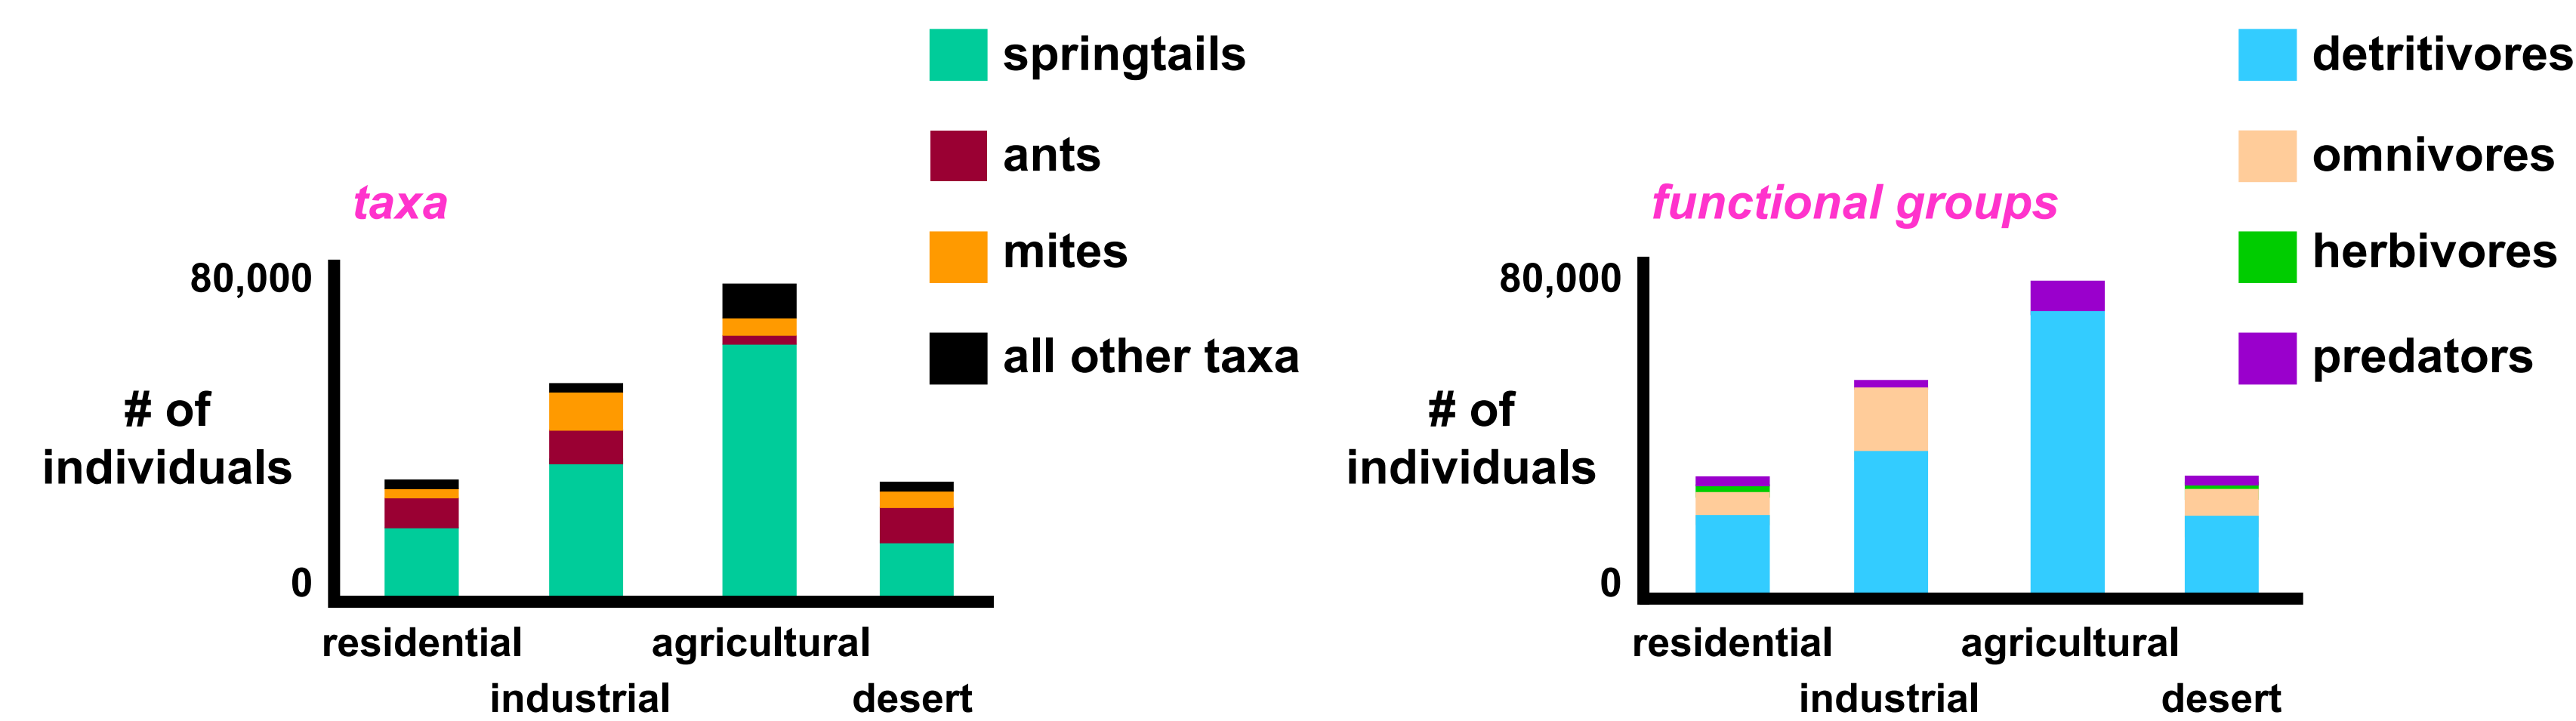 taxa
springtails
ants
mites
all other taxa
80,000
# of
individuals
0
residential
industrial
agricultural
desert
functional groups
detritivores
omnivores
herbivores
predators
80,000
# of
individuals
0
residential
industrial
agricultural
desert